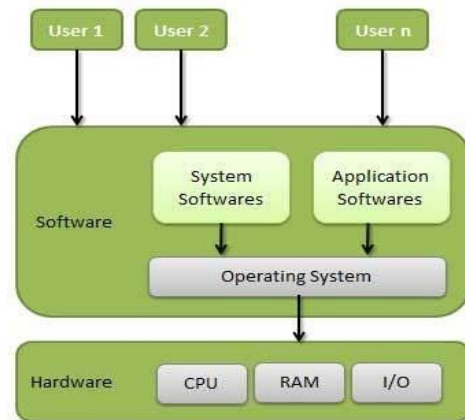 User 1
User 2
User n
System
Softwares
Application
Softwares
Software
Operating System
Hardware
CPU
RAM
I/O